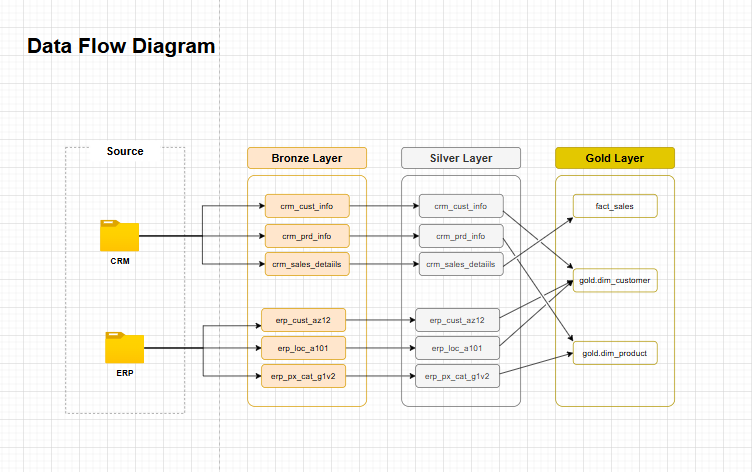 Data Flow Diagram
Source
Bronze Layer
Silver Layer
Gold Layer
crm_cust_info
crm_cust_info
fact_sales
CRM
crm_prd_info
crm_prd_info
crm_sales_detaiils
crm_sales_detaiils
gold.dim_customer
erp_cust_az12
erp_cust_az12
ERP
erp_loc_a101
erp_loc_a101
gold.dim_product
erp_px_cat_g1v2
erp_px_cat_g1v2